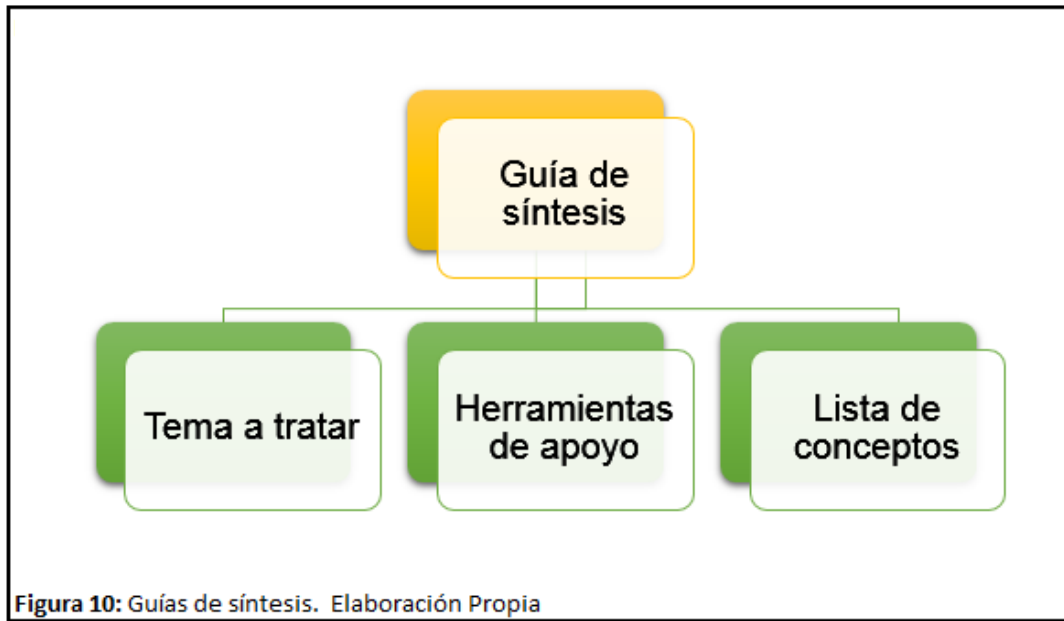 Guía de
síntesis
Tema a tratar
Herramientas
de apoyo
Lista de
conceptos
Figura 10: Guías de síntesis.  Elaboración Propia